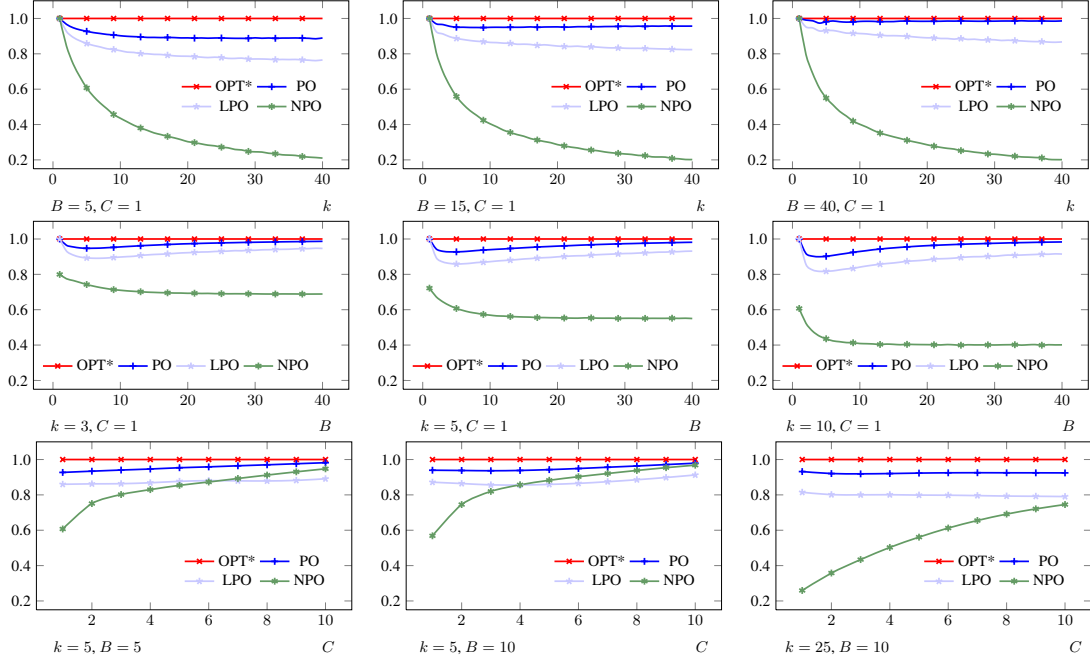 1.0
0.8
0.6
0.4
0.2
OPT* PO
LPO NPO
0 10 20 30 40
B = 5, C = 1 k
1.0
0.8
0.6
0.4
0.2
OPT* PO
LPO NPO
0 10 20 30 40
B = 15, C = 1 k
1.0
0.8
0.6
0.4
0.2
OPT* PO
LPO NPO
0 10 20 30 40
B = 40, C = 1 k
1.0
0.8
0.6
0.4
0.2
OPT* PO LPO NPO
0 10 20 30 40
k = 3, C = 1 B
1.0
0.8
0.6
0.4
0.2
OPT* PO LPO NPO
0 10 20 30 40
k = 5, C = 1 B
1.0
0.8
0.6
0.4
0.2
OPT* PO LPO NPO
0 10 20 30 40
k = 10, C = 1 B
1.0
0.8
0.6
0.4
0.2
OPT* PO
LPO NPO
2 4 6 8 10
k = 5, B = 5 C
1.0
0.8
0.6
0.4
0.2
OPT* PO
LPO NPO
2 4 6 8 10
k = 5, B = 10 C
1.0
0.8
0.6
0.4
0.2
OPT* PO
LPO NPO
2 4 6 8 10
k = 25, B = 10 C